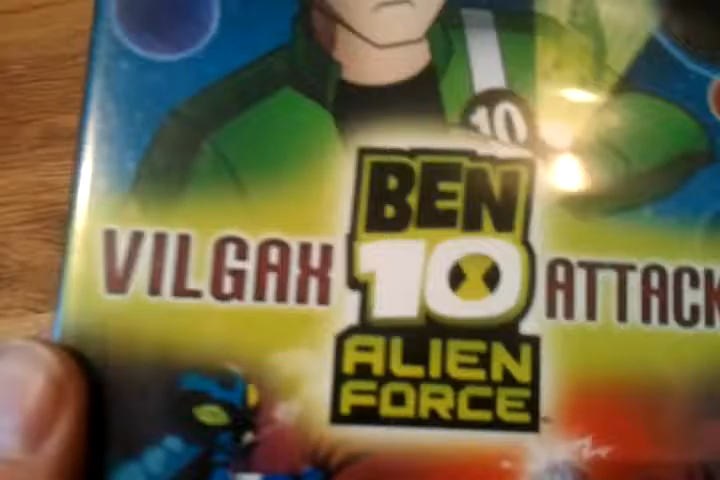 10
BEN
10
VILGAX
ATTACK
ALIEN
FORCE